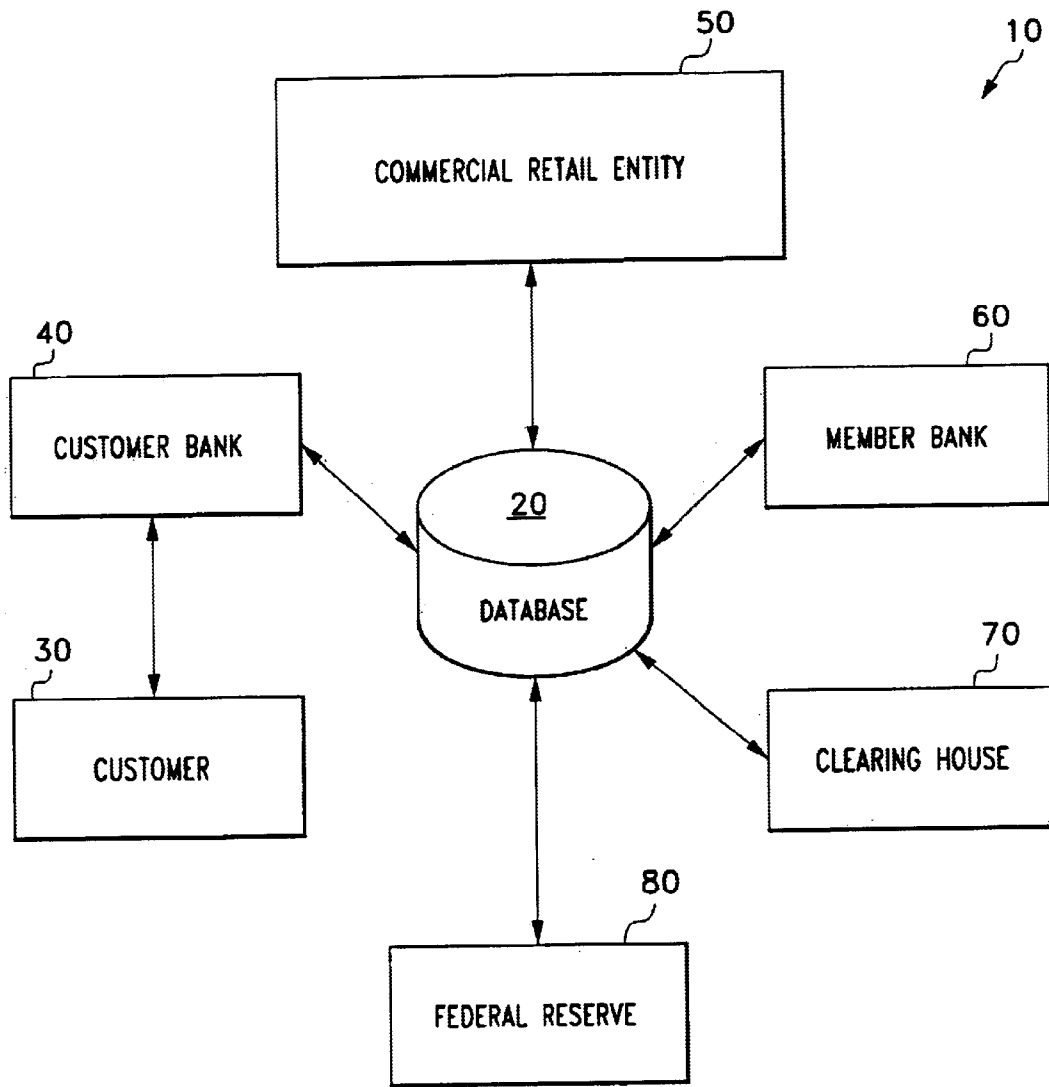 50
10
COMMERCIAL RETAIL ENTITY
40
60
CUSTOMER BANK
MEMBER BANK
20
DATABASE
30
70
CUSTOMER
CLEARING HOUSE
80
FEDERAL RESERVE